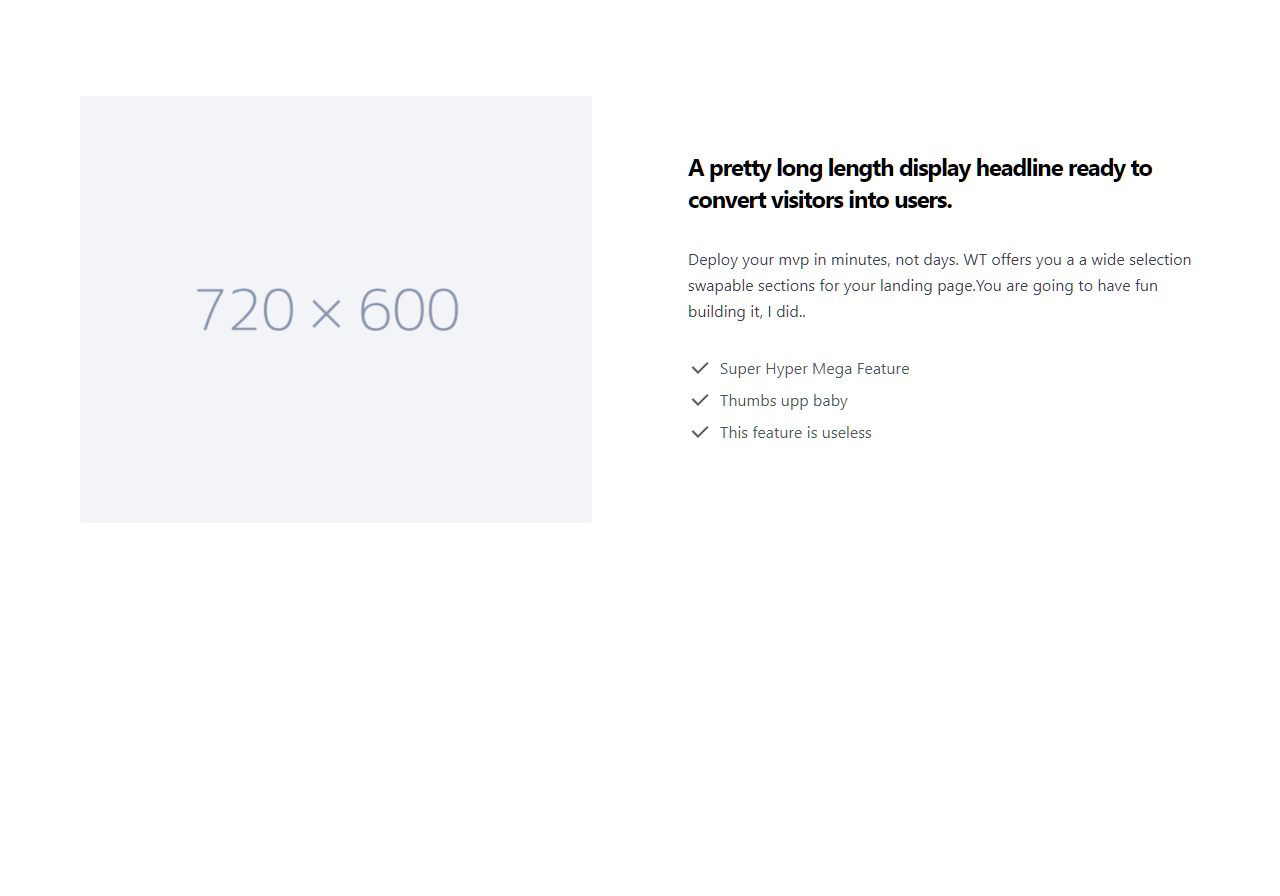 720 × 600
A pretty long length display headline ready to
convert visitors into users.
Deploy your mvp in minutes, not days. WT offers you a a wide selection
swapable sections for your landing page.You are going to have fun
building it, I did..
Super Hyper Mega Feature
Thumbs upp baby
This feature is useless